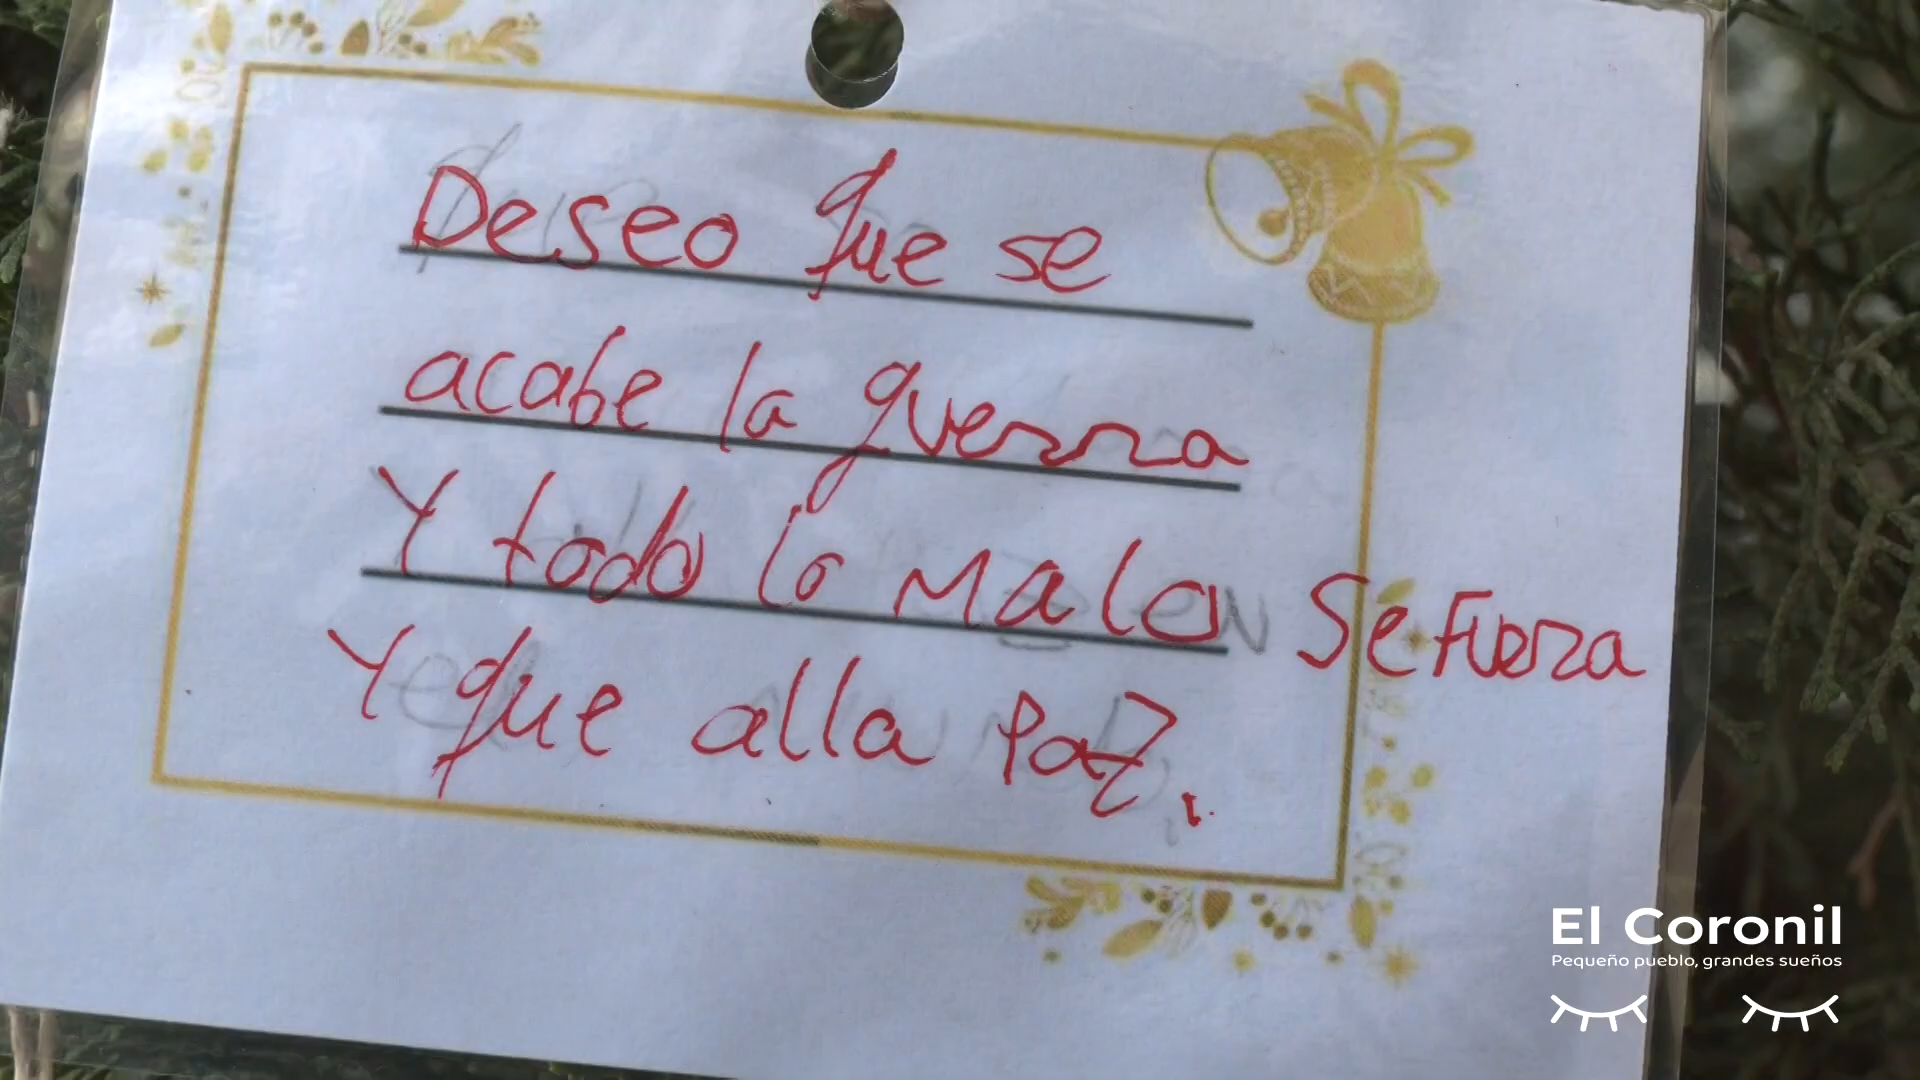 Deseo que se
acabe la guerra
Y todo lo malo se fuera
Y que alla Paz.
El Coronil
Pequeño pueblo, grandes sueños